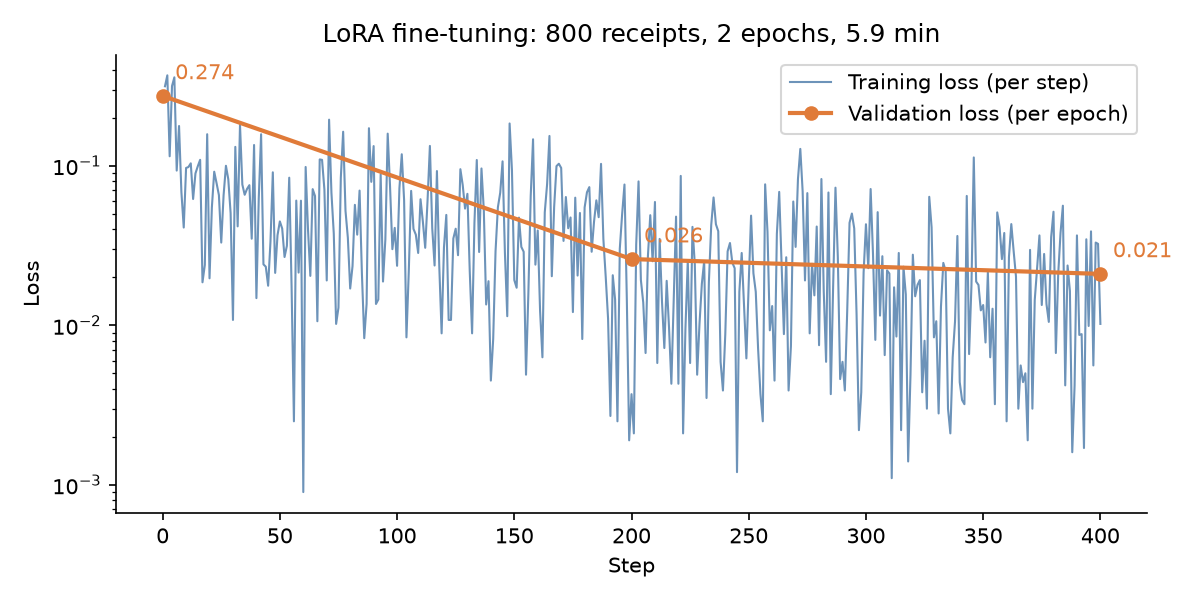 LoRA fine-tuning: 800 receipts, 2 epochs, 5.9 min
0.274
Training loss (per step)
Validation loss (per epoch)
10⁻¹
0.026
0.021
Loss
10⁻²
10⁻³
0 50 100 150 200 250 300 350 400
Step